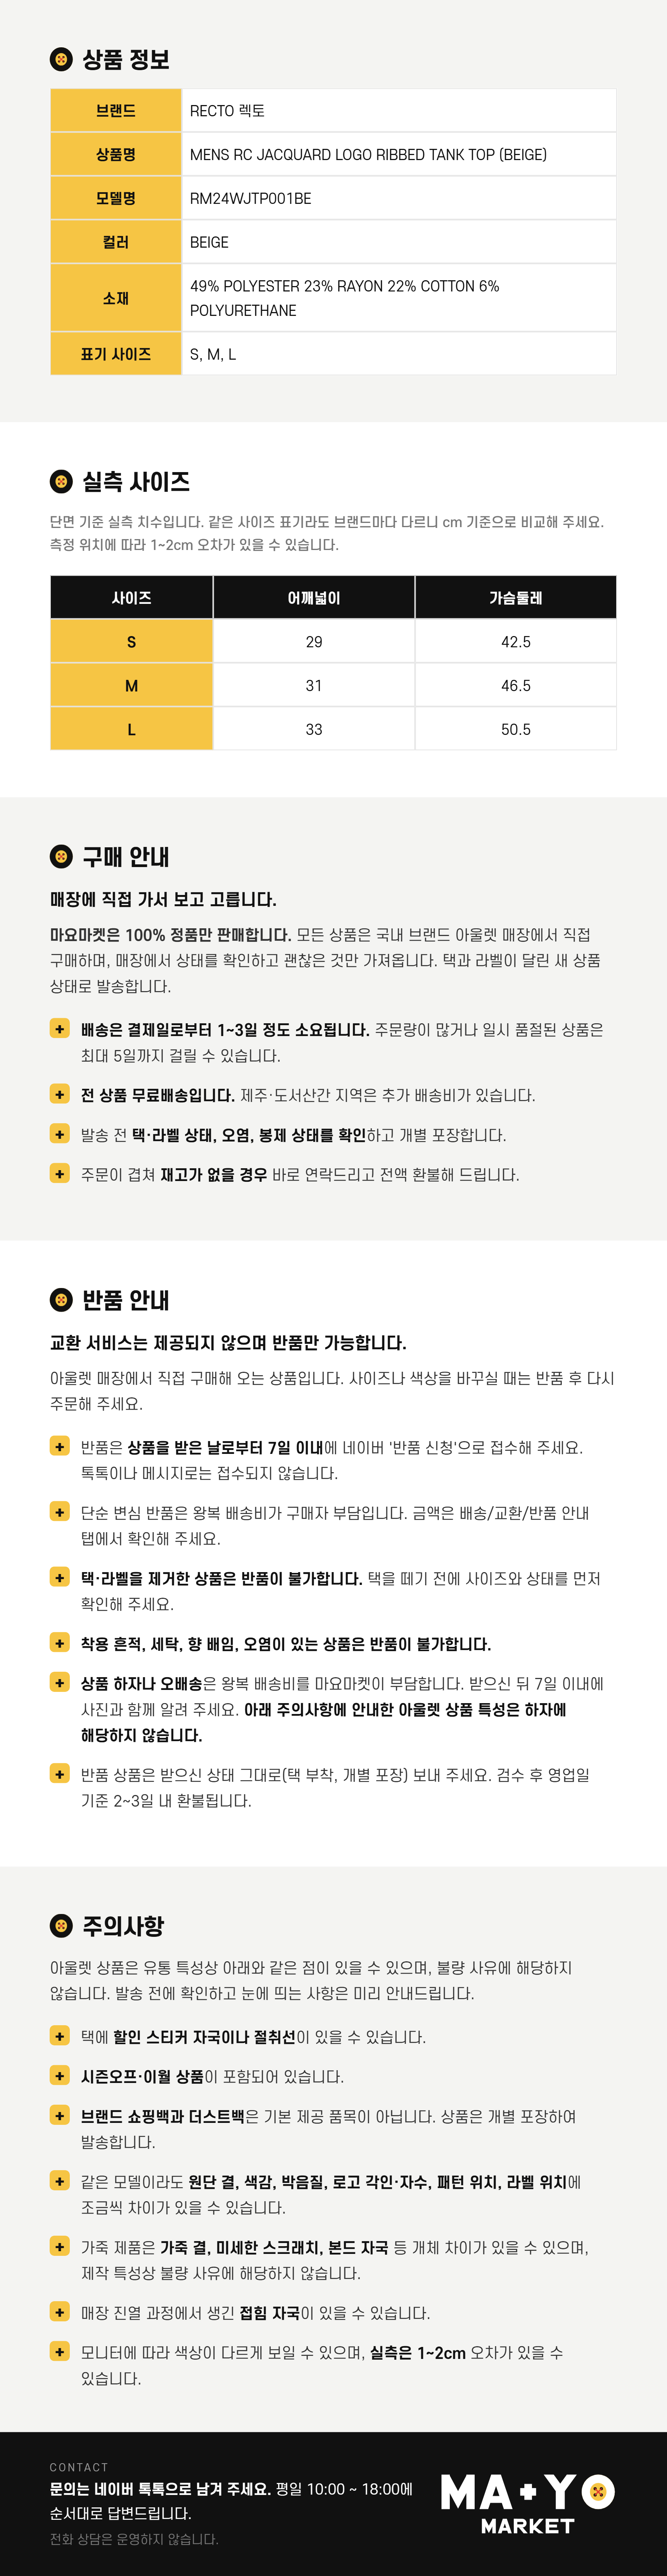 상품 정보
브랜드 RECTO 렉토
상품명 MENS RC JACQUARD LOGO RIBBED TANK TOP (BEIGE)
모델명 RM24WJTP001BE
컬러 BEIGE
소재 49% POLYESTER 23% RAYON 22% COTTON 6%
POLYURETHANE
표기 사이즈 S, M, L
실측 사이즈
단면 기준 실측 치수입니다. 같은 사이즈 표기라도 브랜드마다 다르니 cm 기준으로 비교해 주세요.
측정 위치에 따라 1~2cm 오차가 있을 수 있습니다.
사이즈 어깨넓이 가슴둘레
S 29 42.5
M 31 46.5
L 33 50.5
구매 안내
매장에 직접 가서 보고 고릅니다.
마요마켓은 100% 정품만 판매합니다. 모든 상품은 국내 브랜드 아울렛 매장에서 직접
구매하며, 매장에서 상태를 확인하고 괜찮은 것만 가져옵니다. 택과 라벨이 달린 새 상품
상태로 발송합니다.
+ 배송은 결제일로부터 1~3일 정도 소요됩니다. 주문량이 많거나 일시 품절된 상품은
최대 5일까지 걸릴 수 있습니다.
+ 전 상품 무료배송입니다. 제주·도서산간 지역은 추가 배송비가 있습니다.
+ 발송 전 택·라벨 상태, 오염, 봉제 상태를 확인하고 개별 포장합니다.
+ 주문이 겹쳐 재고가 없을 경우 바로 연락드리고 전액 환불해 드립니다.
반품 안내
교환 서비스는 제공되지 않으며 반품만 가능합니다.
아울렛 매장에서 직접 구매해 오는 상품입니다. 사이즈나 색상을 바꾸실 때는 반품 후 다시
주문해 주세요.
+ 반품은 상품을 받은 날로부터 7일 이내에 네이버 '반품 신청'으로 접수해 주세요.
톡톡이나 메시지로는 접수되지 않습니다.
+ 단순 변심 반품은 왕복 배송비가 구매자 부담입니다. 금액은 배송/교환/반품 안내
탭에서 확인해 주세요.
+ 택·라벨을 제거한 상품은 반품이 불가합니다. 택을 떼기 전에 사이즈와 상태를 먼저
확인해 주세요.
+ 착용 흔적, 세탁, 향 배임, 오염이 있는 상품은 반품이 불가합니다.
+ 상품 하자나 오배송은 왕복 배송비를 마요마켓이 부담합니다. 받으신 뒤 7일 이내에
사진과 함께 알려 주세요. 아래 주의사항에 안내한 아울렛 상품 특성은 하자에
해당하지 않습니다.
+ 반품 상품은 받으신 상태 그대로(택 부착, 개별 포장) 보내 주세요. 검수 후 영업일
기준 2~3일 내 환불됩니다.
주의사항
아울렛 상품은 유통 특성상 아래와 같은 점이 있을 수 있으며, 불량 사유에 해당하지
않습니다. 발송 전에 확인하고 눈에 띄는 사항은 미리 안내드립니다.
+ 택에 할인 스티커 자국이나 절취선이 있을 수 있습니다.
+ 시즌오프·이월 상품이 포함되어 있습니다.
+ 브랜드 쇼핑백과 더스트백은 기본 제공 품목이 아닙니다. 상품은 개별 포장하여
발송합니다.
+ 같은 모델이라도 원단 결, 색감, 박음질, 로고 각인·자수, 패턴 위치, 라벨 위치에
조금씩 차이가 있을 수 있습니다.
+ 가죽 제품은 가죽 결, 미세한 스크래치, 본드 자국 등 개체 차이가 있을 수 있으며,
제작 특성상 불량 사유에 해당하지 않습니다.
+ 매장 진열 과정에서 생긴 접힘 자국이 있을 수 있습니다.
+ 모니터에 따라 색상이 다르게 보일 수 있으며, 실측은 1~2cm 오차가 있을 수
있습니다.
CONTACT
문의는 네이버 톡톡으로 남겨 주세요. 평일 10:00 ~ 18:00에
순서대로 답변드립니다.
전화 상담은 운영하지 않습니다.
MA+YO
MARKET